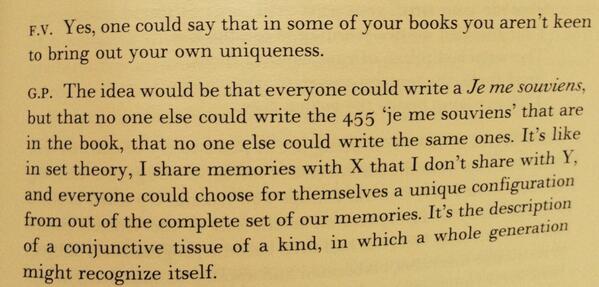 F.V. Yes, one could say that in some of your books you aren't keen
to bring out your own uniqueness.
G.P. The idea would be that everyone could write a Je me souviens,
but that no one else could write the 455 ‘je me souviens’ that are
in the book, that no one else could write the same ones. It's like
in set theory, I share memories with X that I don't share with Y,
and everyone could choose for themselves a unique configuration
from out of the complete set of our memories. It's the description
of a conjunctive tissue of a kind, in which a whole generation
might recognize itself.